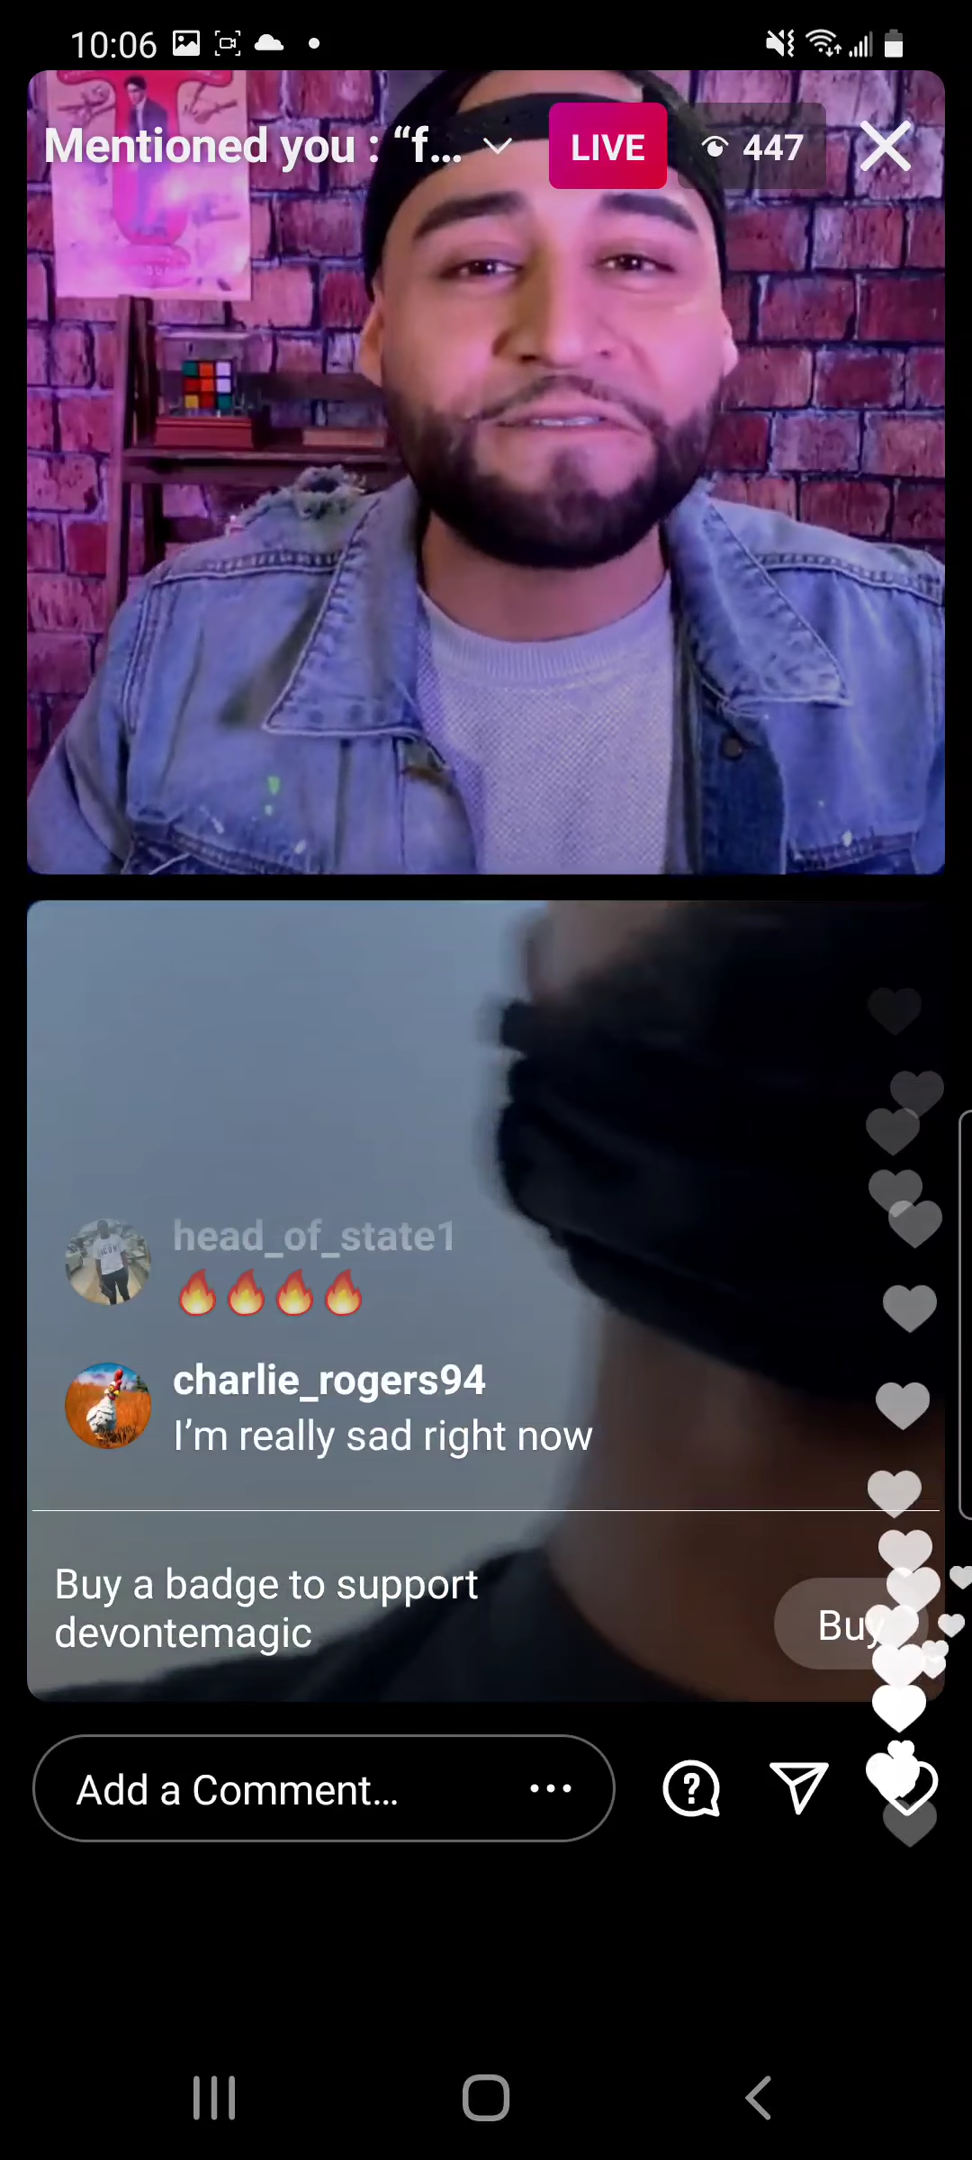 10:06
Mentioned you : “f...
LIVE
447
head_of_state1
🔥🔥🔥🔥
charlie_rogers94
I’m really sad right now
Buy a badge to support
devontemagic
Buy
Add a Comment...